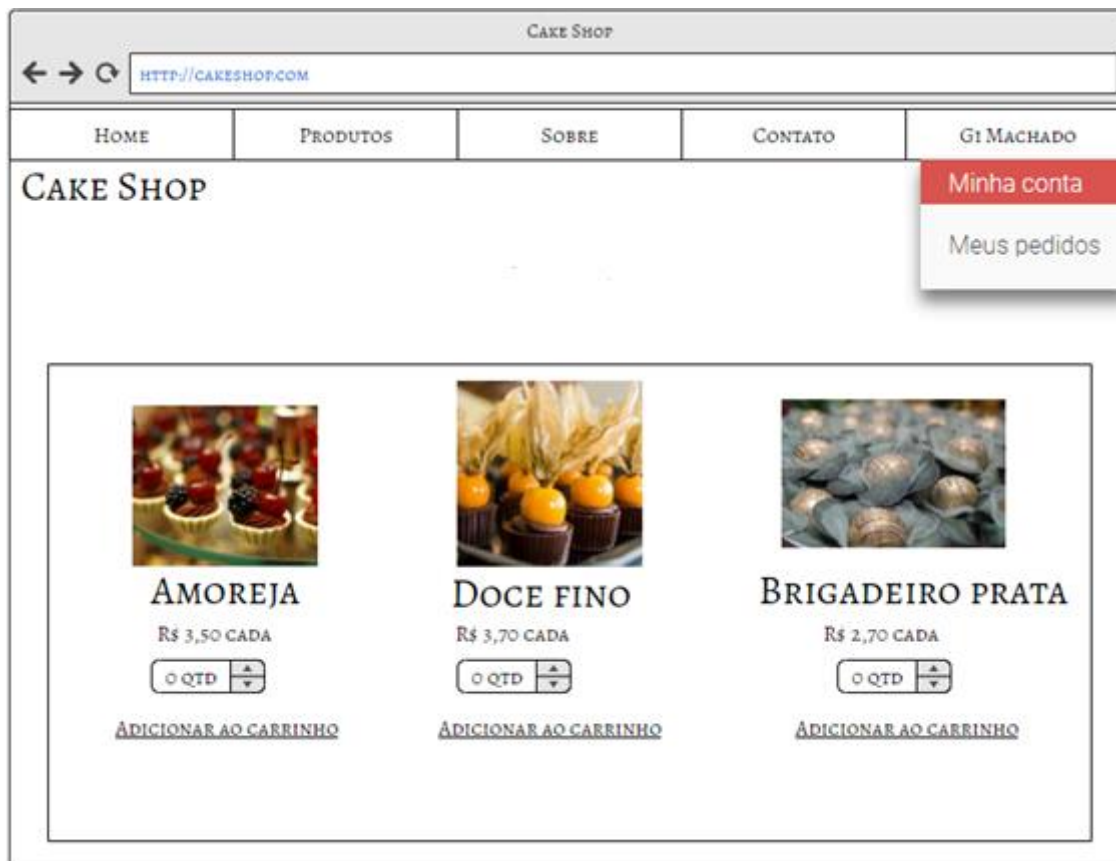 Cake Shop
http://cakeshop.com
Home Produtos Sobre Contato G1 Machado
Cake Shop
Minha conta
Meus pedidos
Amoreja Doce fino Brigadeiro prata
R$ 3,50 cada R$ 3,70 cada R$ 2,70 cada
0 qtd 0 qtd 0 qtd
Adicionar ao carrinho Adicionar ao carrinho Adicionar ao carrinho